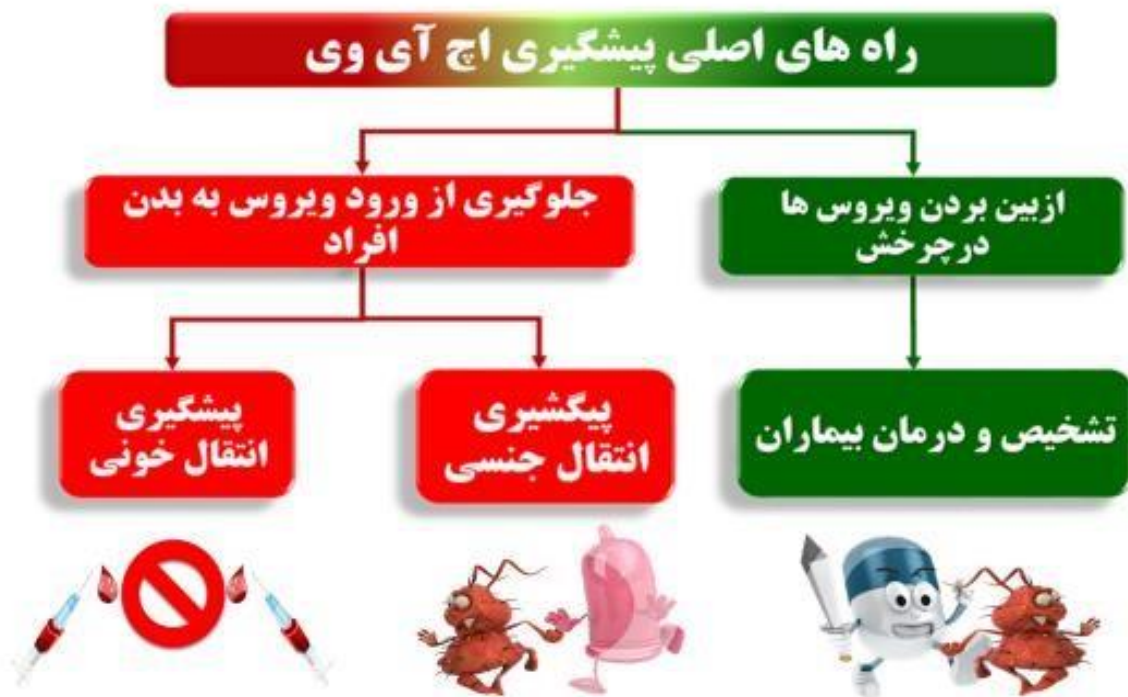 راه های اصلی پیشگیری اچ آی وی
ازبین بردن ویروس ها
درچرخش
جلوگیری از ورود ویروس به بدن
افراد
تشخیص و درمان بیماران
پیگشیری
انتقال جنسی
پیشگیری
انتقال خونی